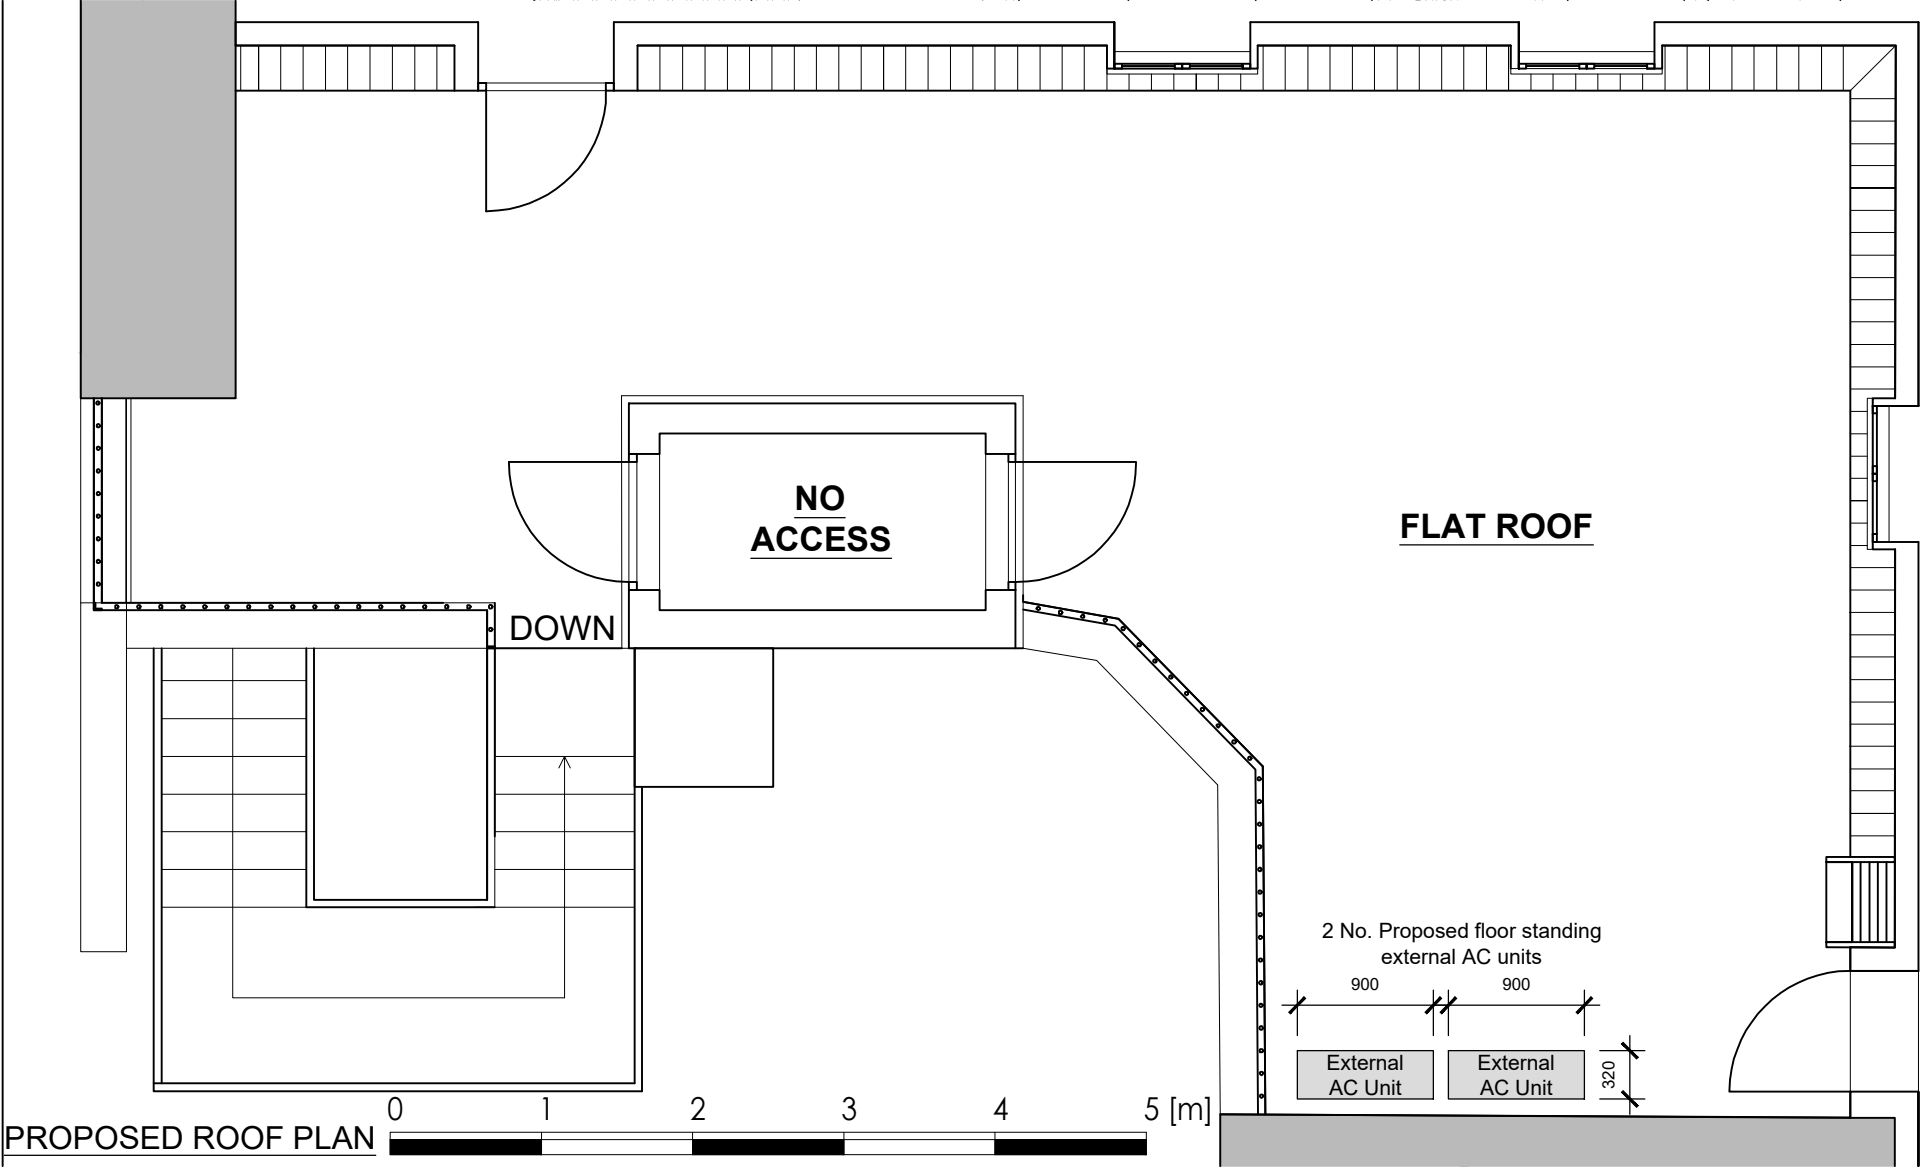 NO
ACCESS
FLAT ROOF
DOWN
2 No. Proposed floor standing
external AC units
900
900
External
AC Unit
External
AC Unit
320
0 1 2 3 4 5 [m]
PROPOSED ROOF PLAN